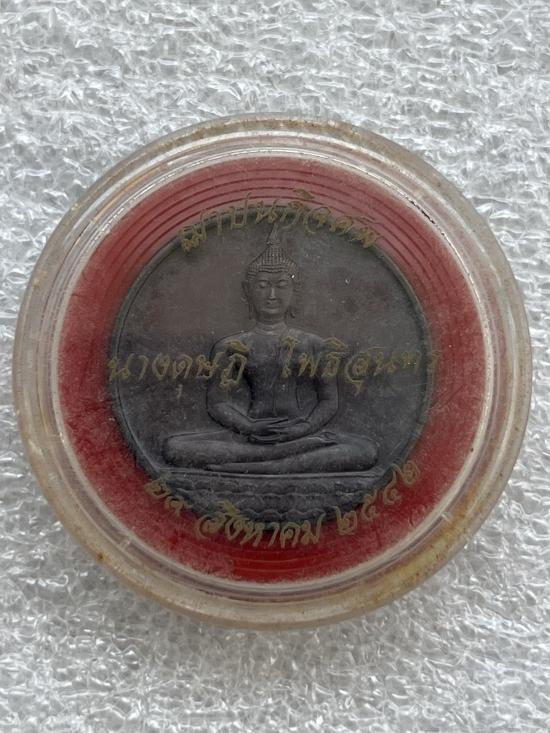 ฌาปนกิจศพ
นางดุษฎี โพธิสุนทร
๒๕ สิงหาคม ๒๕๔๒